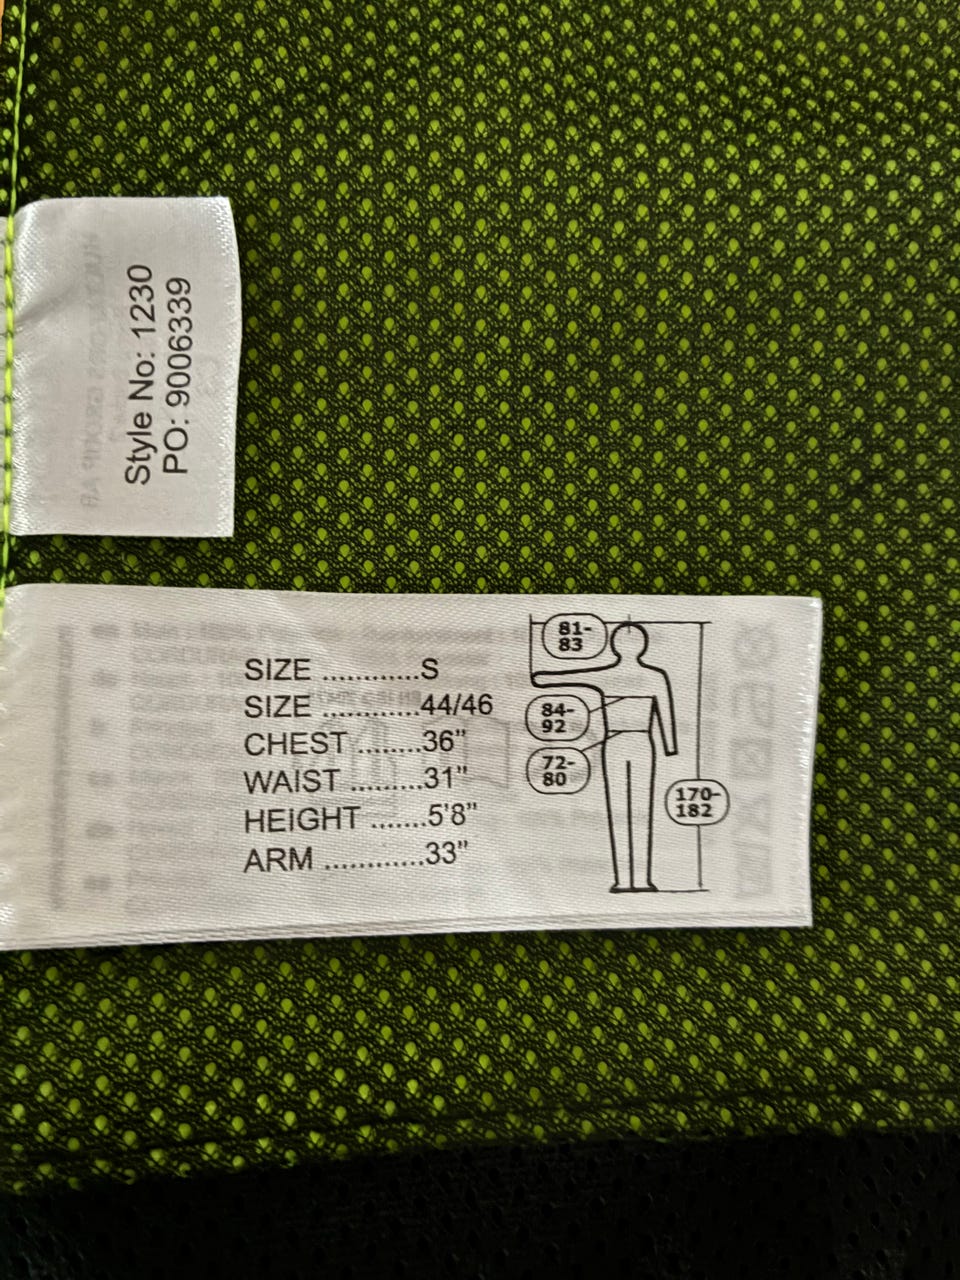 Style No: 1230
PO: 9006339
SIZE ............S
SIZE ............44/46
CHEST ........36”
WAIST .........31”
HEIGHT .......5’8”
ARM ............33”
81-
83
84-
92
72-
80
170-
182